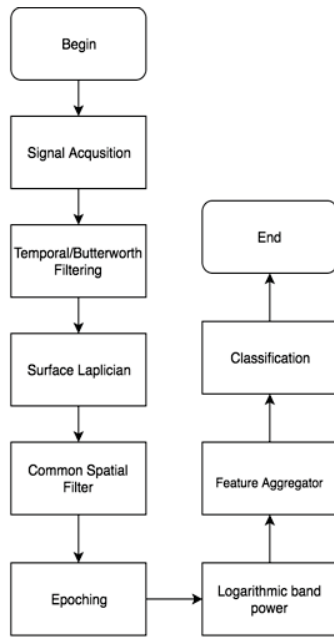 Begin
Signal Acqusition
Temporal/Butterworth
Filtering
Surface Laplician
Common Spatial
Filter
Epoching
Logarithmic band
power
Feature Aggregator
Classification
End